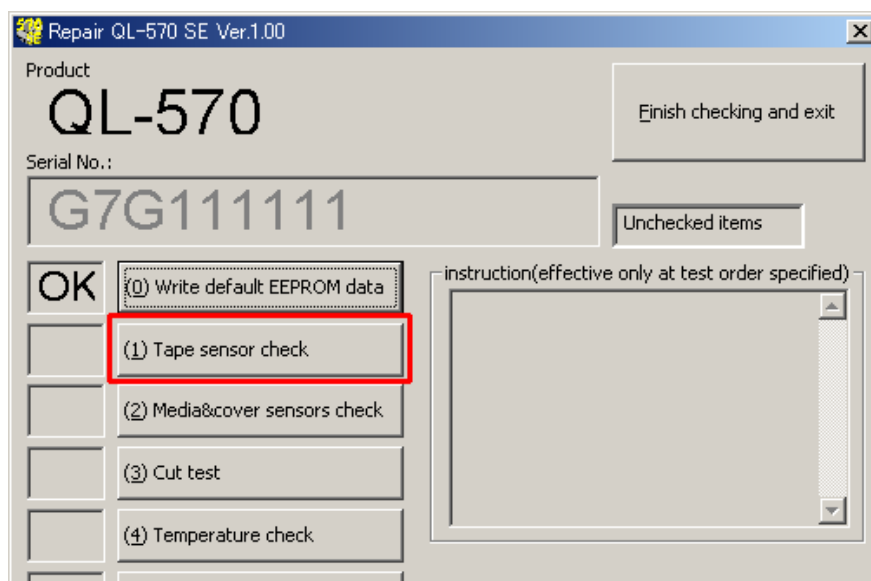 Repair QL-570 SE Ver.1.00
Product
QL-570
Finish checking and exit
Serial No.:
G7G111111
Unchecked items
OK
(0) Write default EEPROM data
instruction(effective only at test order specified)
(1) Tape sensor check
(2) Media&cover sensors check
(3) Cut test
(4) Temperature check